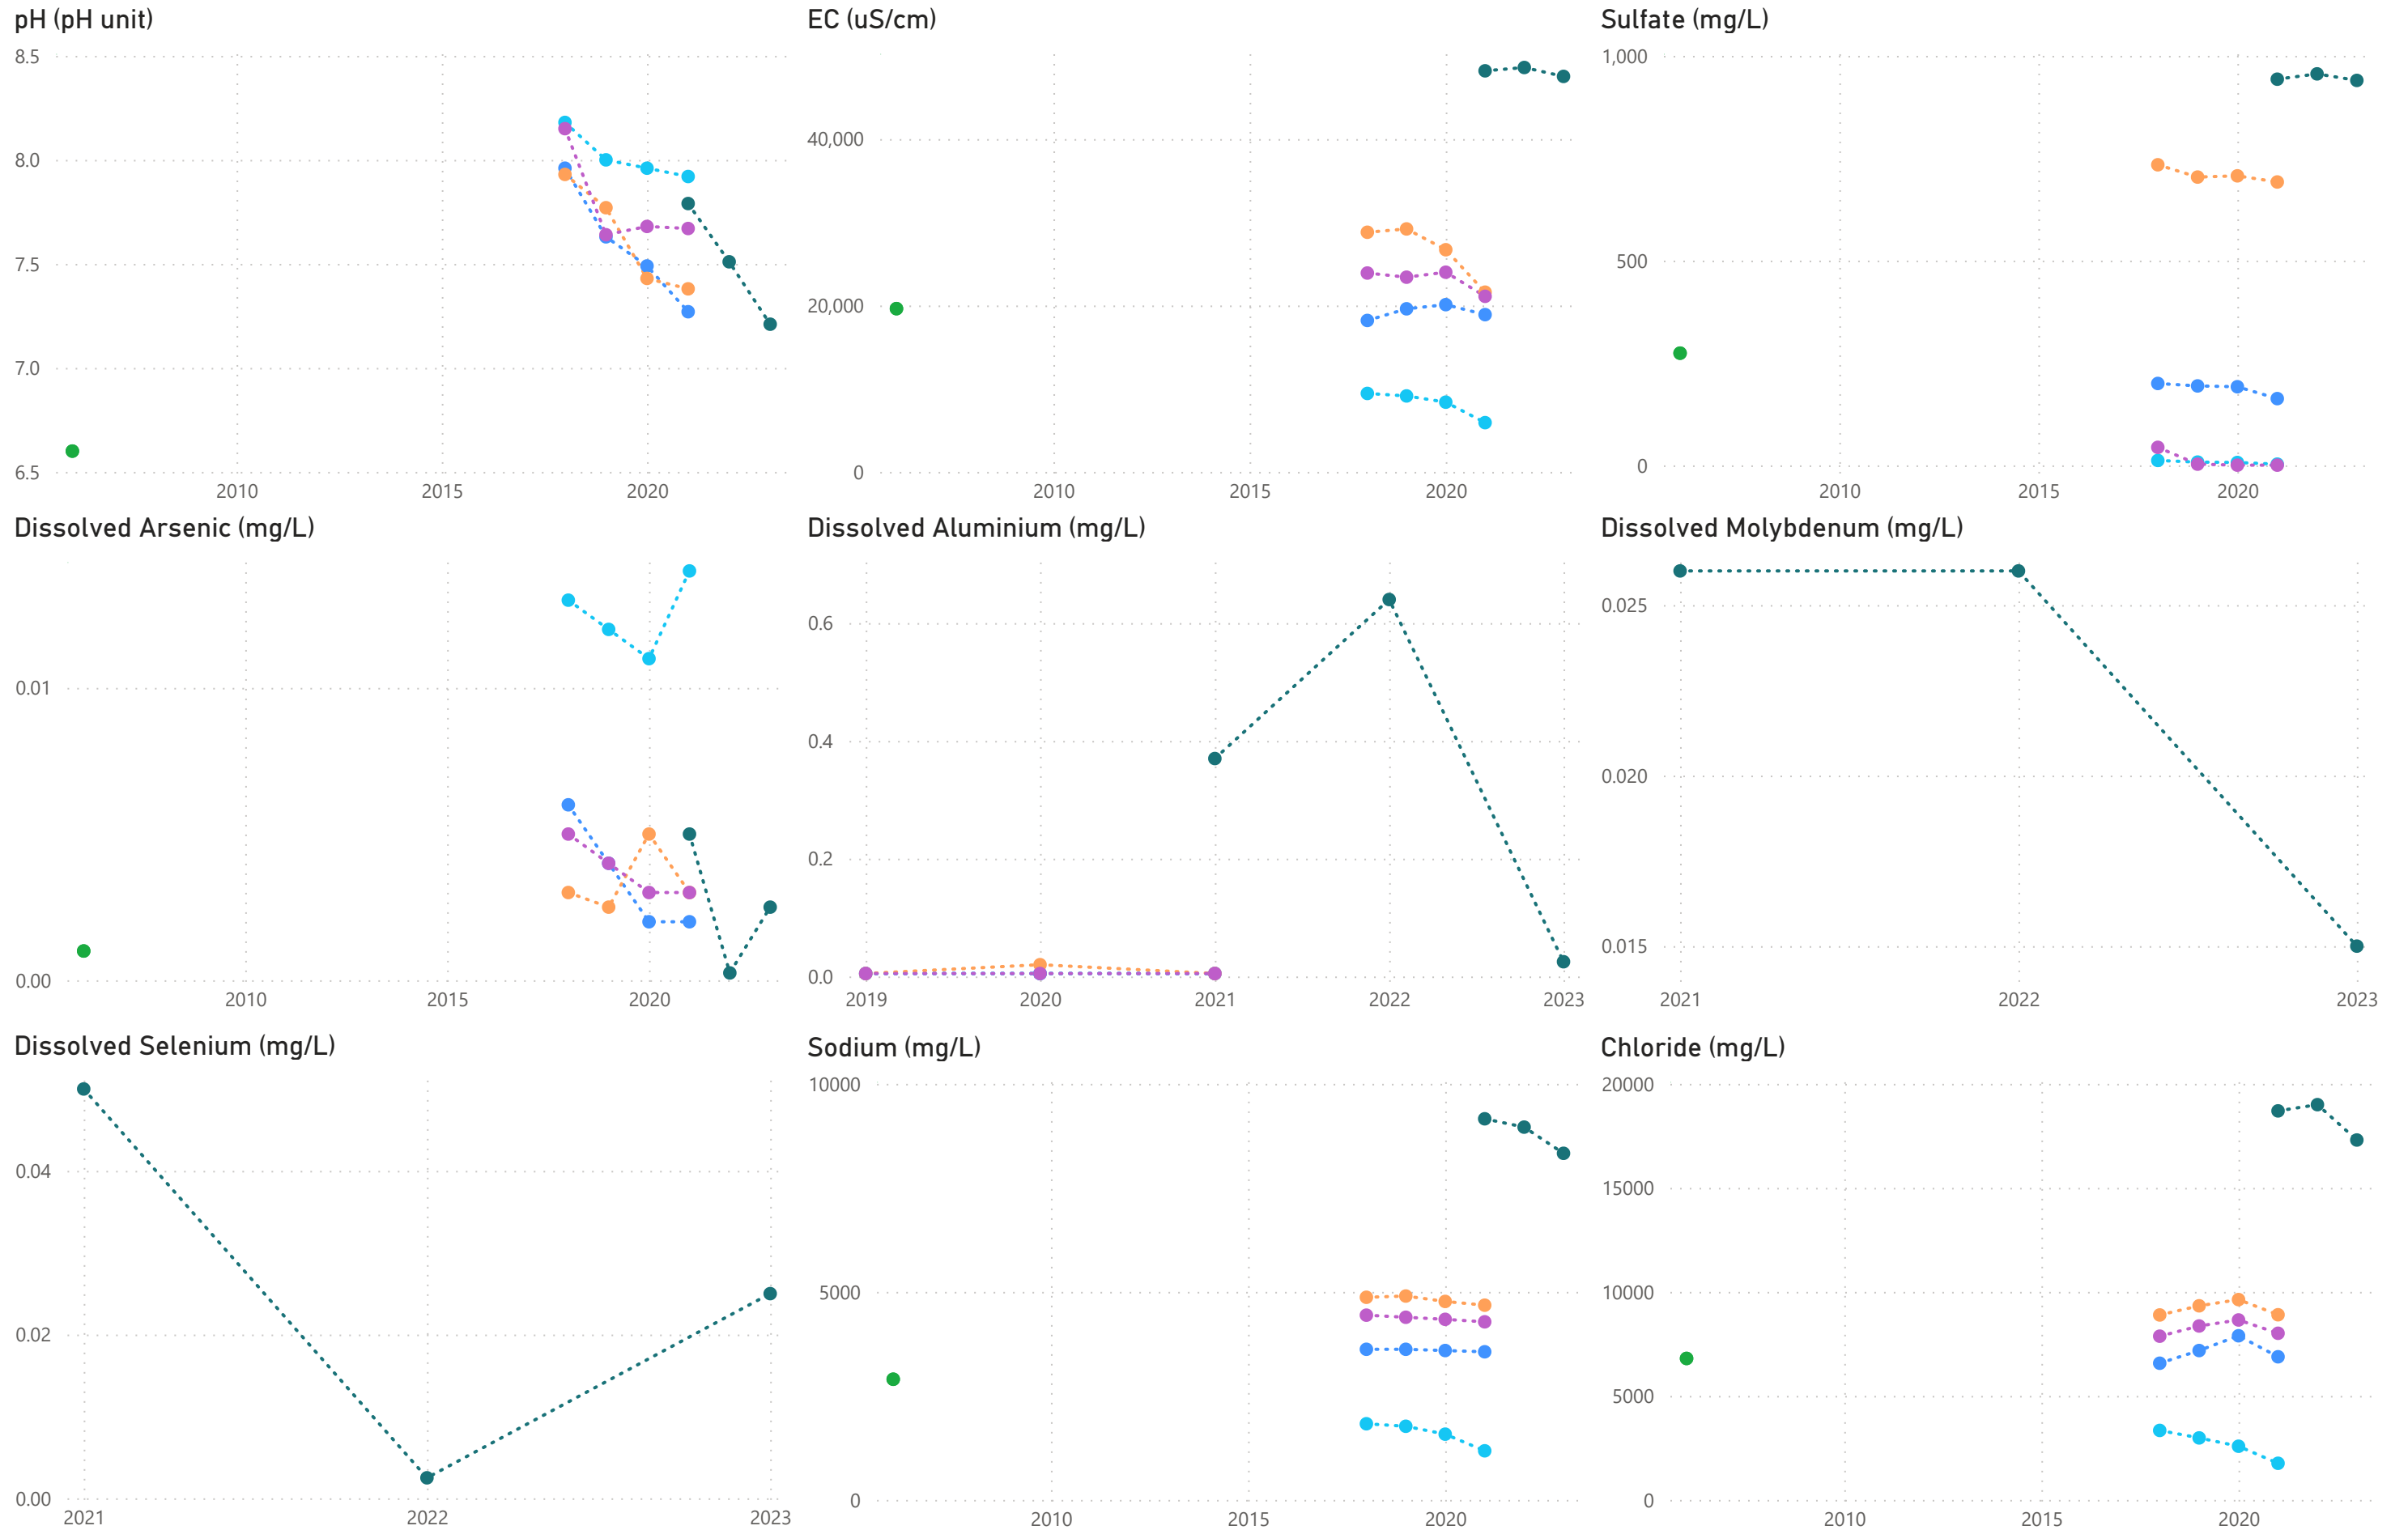 pH (pH unit)
8.5
8.0
7.5
7.0
6.5
2010 2015 2020
EC (uS/cm)
40,000
20,000
0
2010 2015 2020
Sulfate (mg/L)
1,000
500
0
2010 2015 2020
Dissolved Arsenic (mg/L)
0.01
0.00
2010 2015 2020
Dissolved Aluminium (mg/L)
0.6
0.4
0.2
0.0
2019 2020 2021 2022 2023
Dissolved Molybdenum (mg/L)
0.025
0.020
0.015
2021 2022 2023
Dissolved Selenium (mg/L)
0.04
0.02
0.00
2021 2022 2023
Sodium (mg/L)
10000
5000
0
2010 2015 2020
Chloride (mg/L)
20000
15000
10000
5000
0
2010 2015 2020